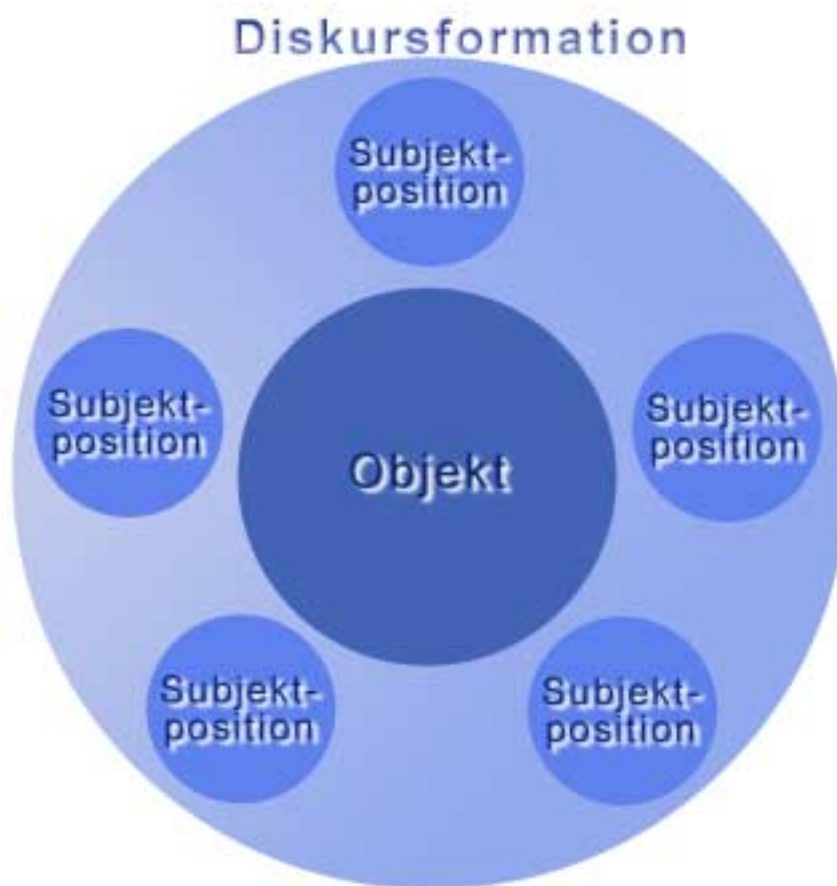 Diskursformation
Subjekt-
position
Subjekt-
position
Subjekt-
position
Objekt
Subjekt-
position
Subjekt-
position